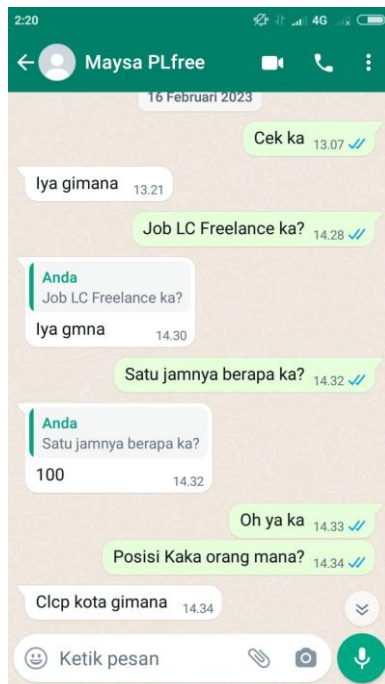 2:20 4G
Maysa PLfree
16 Februari 2023
Cek ka 13.07
Iya gimana 13.21
Job LC Freelance ka? 14.28
Anda
Job LC Freelance ka?
Iya gmna 14.30
Satu jamnya berapa ka? 14.32
Anda
Satu jamnya berapa ka?
100 14.32
Oh ya ka 14.33
Posisi Kaka orang mana? 14.34
Clcp kota gimana 14.34
Ketik pesan